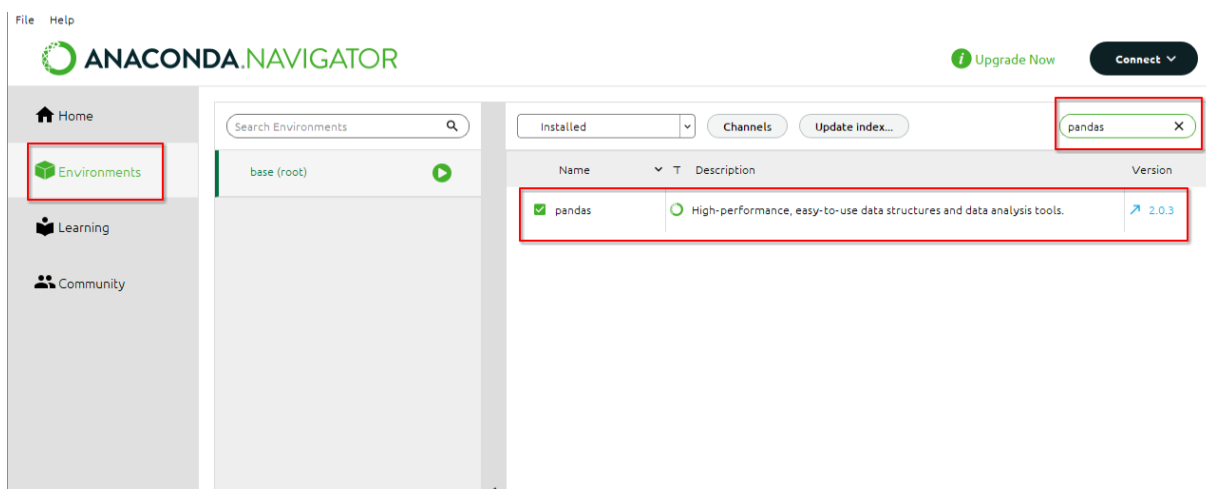 File Help
ANACONDA.NAVIGATOR
i Upgrade Now
Connect
Home
Environments
Learning
Community
Search Environments
base (root)
Installed
Channels
Update index...
pandas
Name T Description Version
pandas High-performance, easy-to-use data structures and data analysis tools. 2.0.3